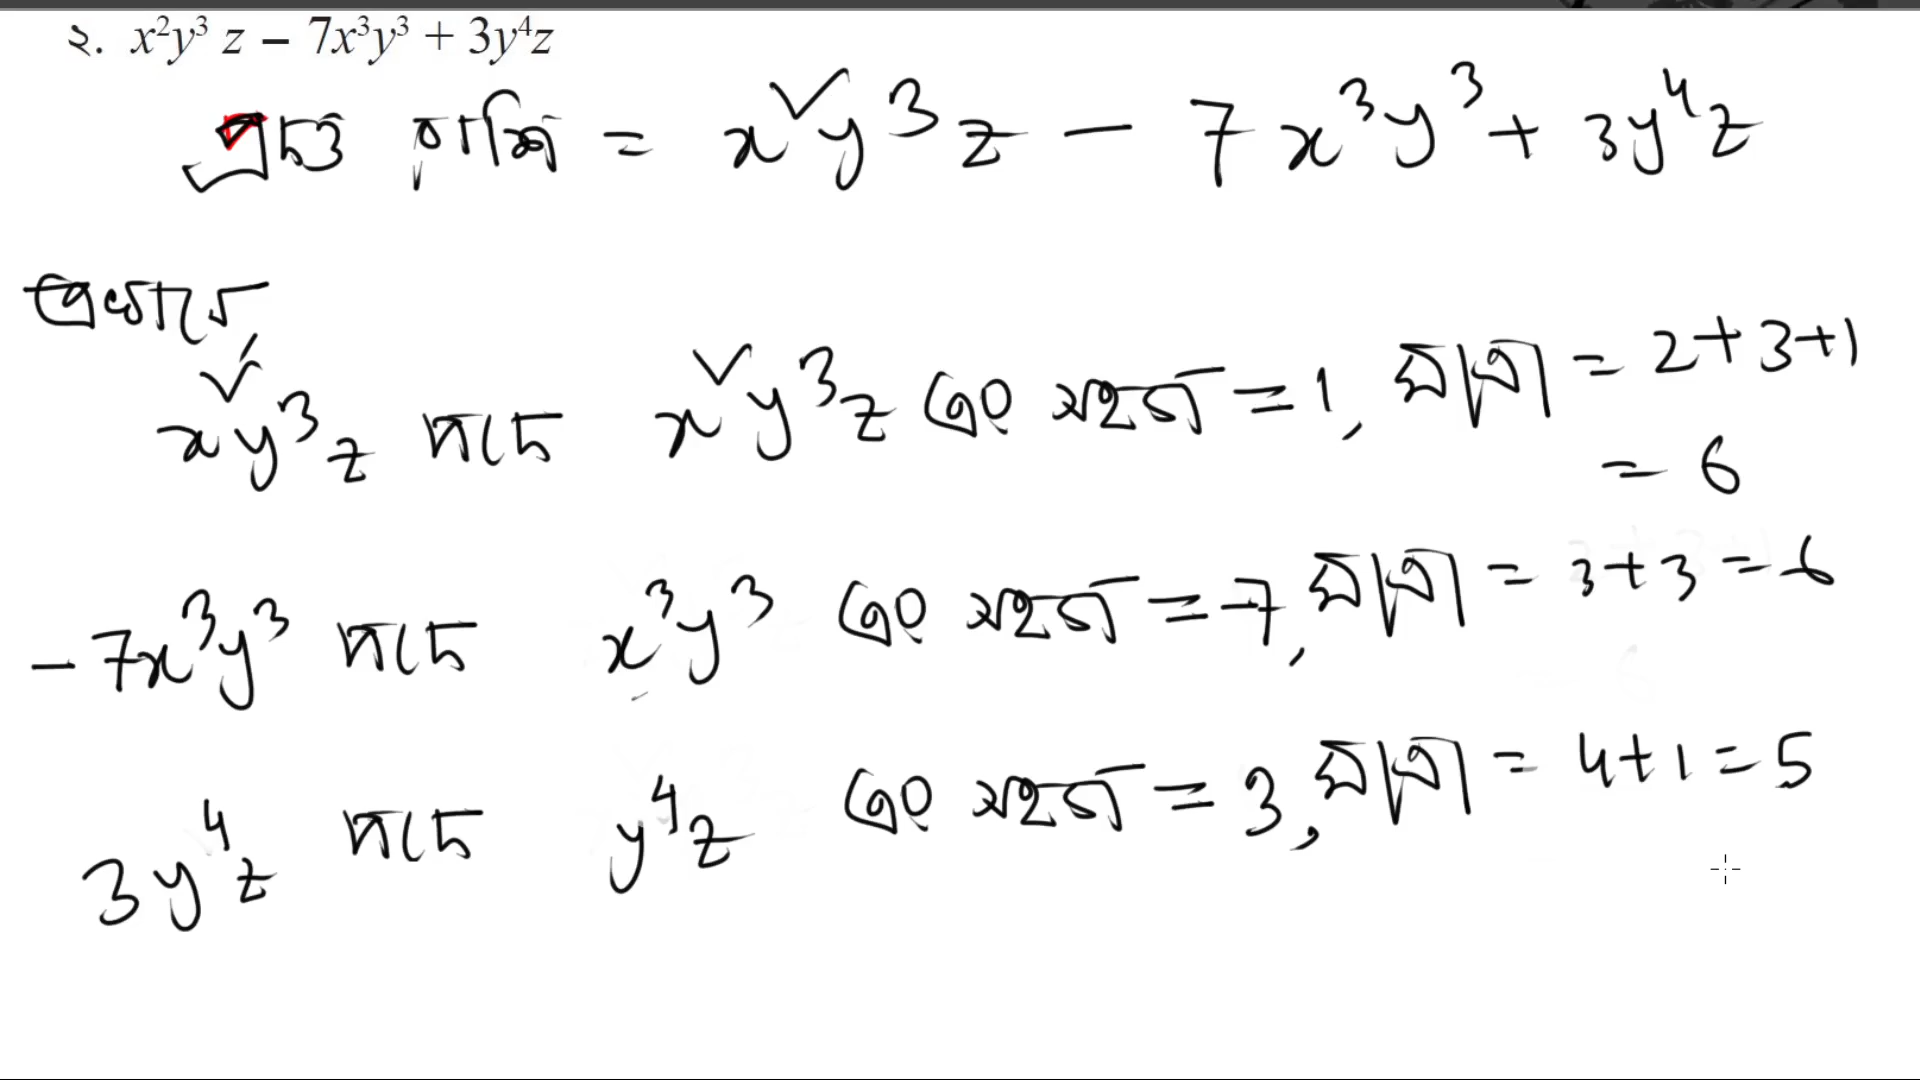 ২. x²y³ z – 7x³y³ + 3y⁴z
প্রদত্ত রাশি = x²y³z – 7x³y³ + 3y⁴z
এখানে,
x²y³z পদে x²y³z এর সহগ = 1, ঘাত = 2+3+1
= 6
– 7x³y³ পদে x³y³ এর সহগ = –7, ঘাত = 3+3 = 6
3y⁴z পদে y⁴z এর সহগ = 3, ঘাত = 4+1 = 5